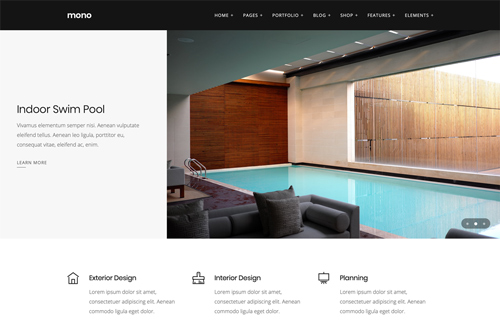 mono
HOME + PAGES + PORTFOLIO + BLOG + SHOP + FEATURES + ELEMENTS +
Indoor Swim Pool
Vivamus elementum semper nisi. Aenean vulputate
eleifend tellus. Aenean leo ligula, porttitor eu,
consequat vitae, eleifend ac, enim.
LEARN MORE
Exterior Design
Lorem ipsum dolor sit amet,
consectetuer adipiscing elit. Aenean
commodo ligula eget dolor.
Interior Design
Lorem ipsum dolor sit amet,
consectetuer adipiscing elit. Aenean
commodo ligula eget dolor.
Planning
Lorem ipsum dolor sit amet,
consectetuer adipiscing elit. Aenean
commodo ligula eget dolor.